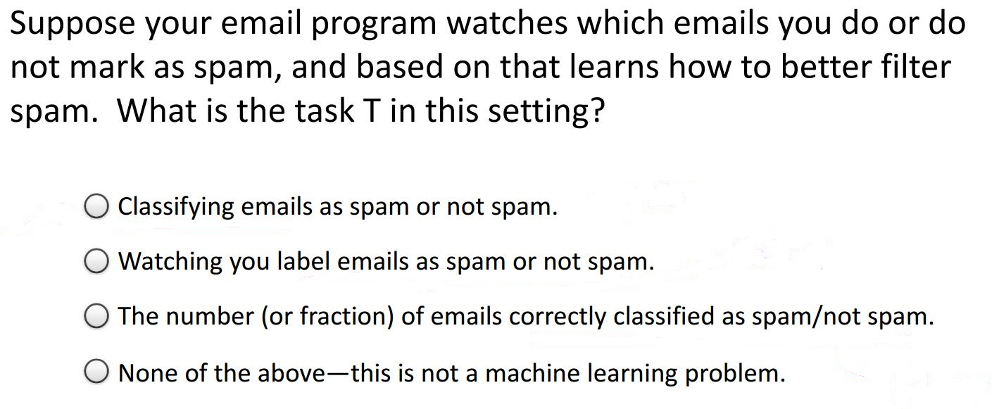 Suppose your email program watches which emails you do or do
not mark as spam, and based on that learns how to better filter
spam.  What is the task T in this setting?
Classifying emails as spam or not spam.
Watching you label emails as spam or not spam.
The number (or fraction) of emails correctly classified as spam/not spam.
None of the above—this is not a machine learning problem.